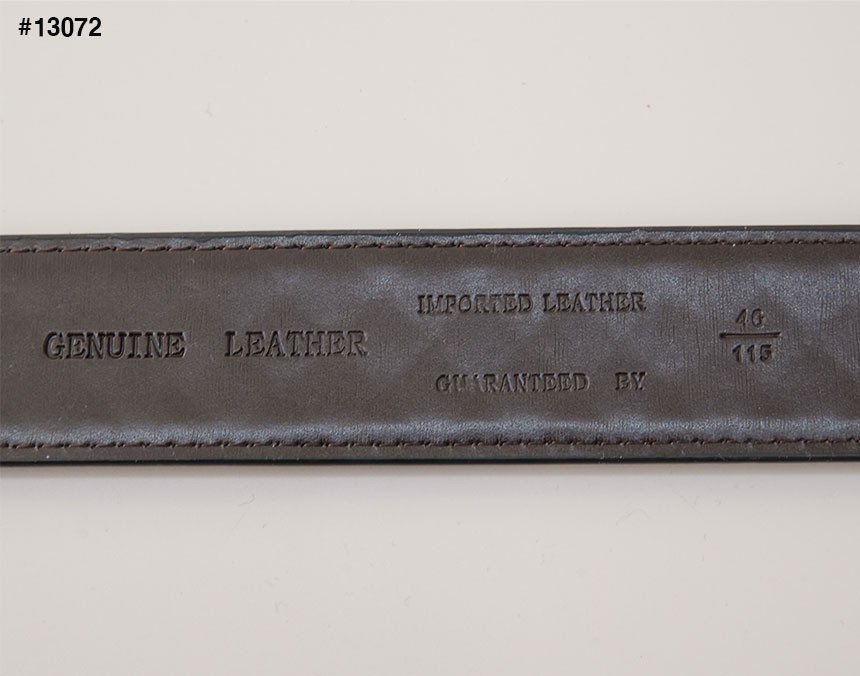 #13072
GENUINE LEATHER
IMPORTED LEATHER
GUARANTEED BY
46
115